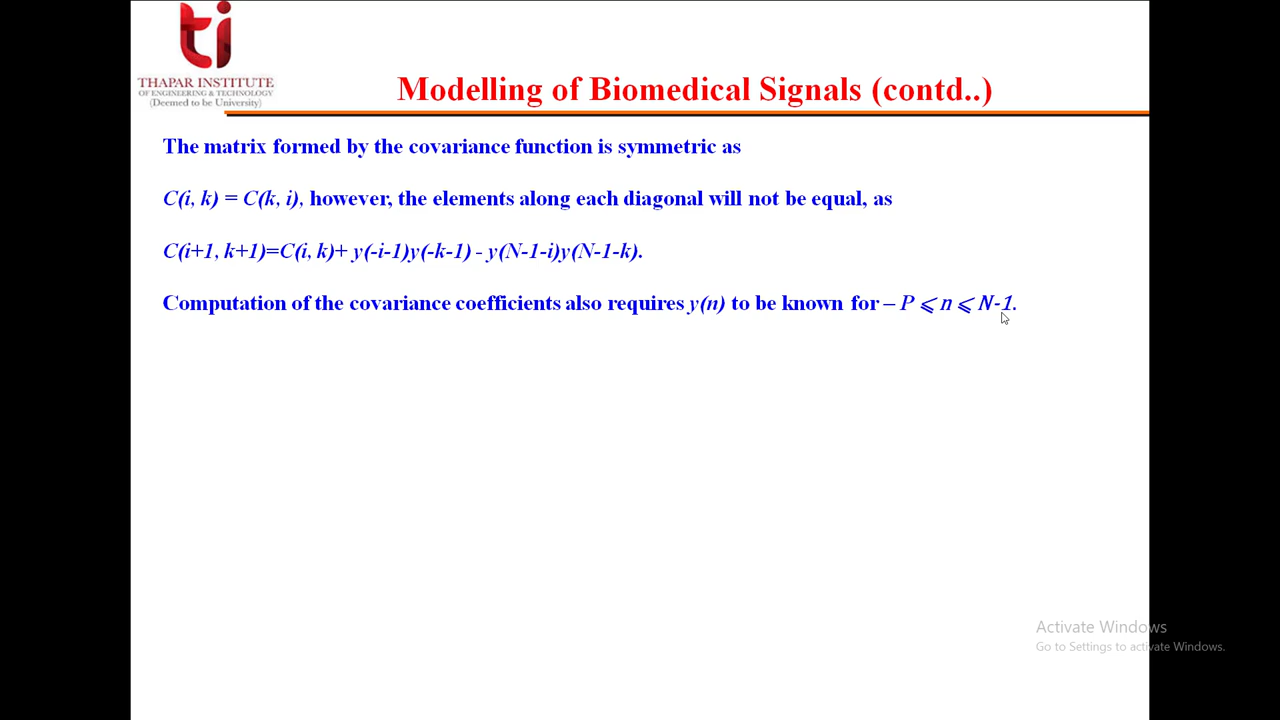 ti
THAPAR INSTITUTE
OF ENGINEERING & TECHNOLOGY
(Deemed to be University)
Modelling of Biomedical Signals (contd..)
The matrix formed by the covariance function is symmetric as
C(i, k) = C(k, i), however, the elements along each diagonal will not be equal, as
C(i+1, k+1)=C(i, k)+ y(-i-1)y(-k-1) - y(N-1-i)y(N-1-k).
Computation of the covariance coefficients also requires y(n) to be known for – P ⩽ n ⩽ N-1.
Activate Windows
Go to Settings to activate Windows.